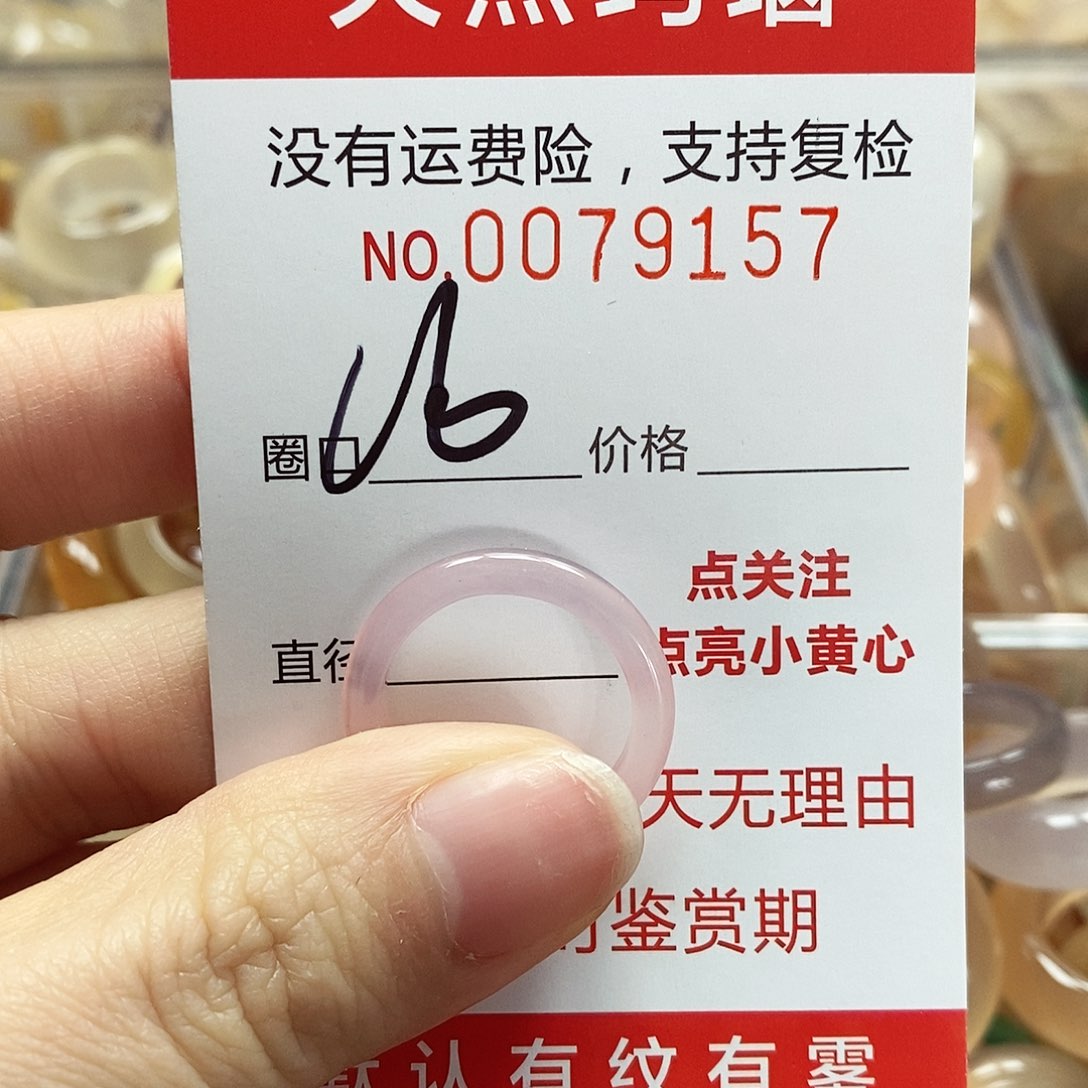 没有运费险，支持复检
NO.0079157
圈口 16 价格
点关注
直径
点亮小黄心
天无理由
鉴赏期
默认有纹有雾